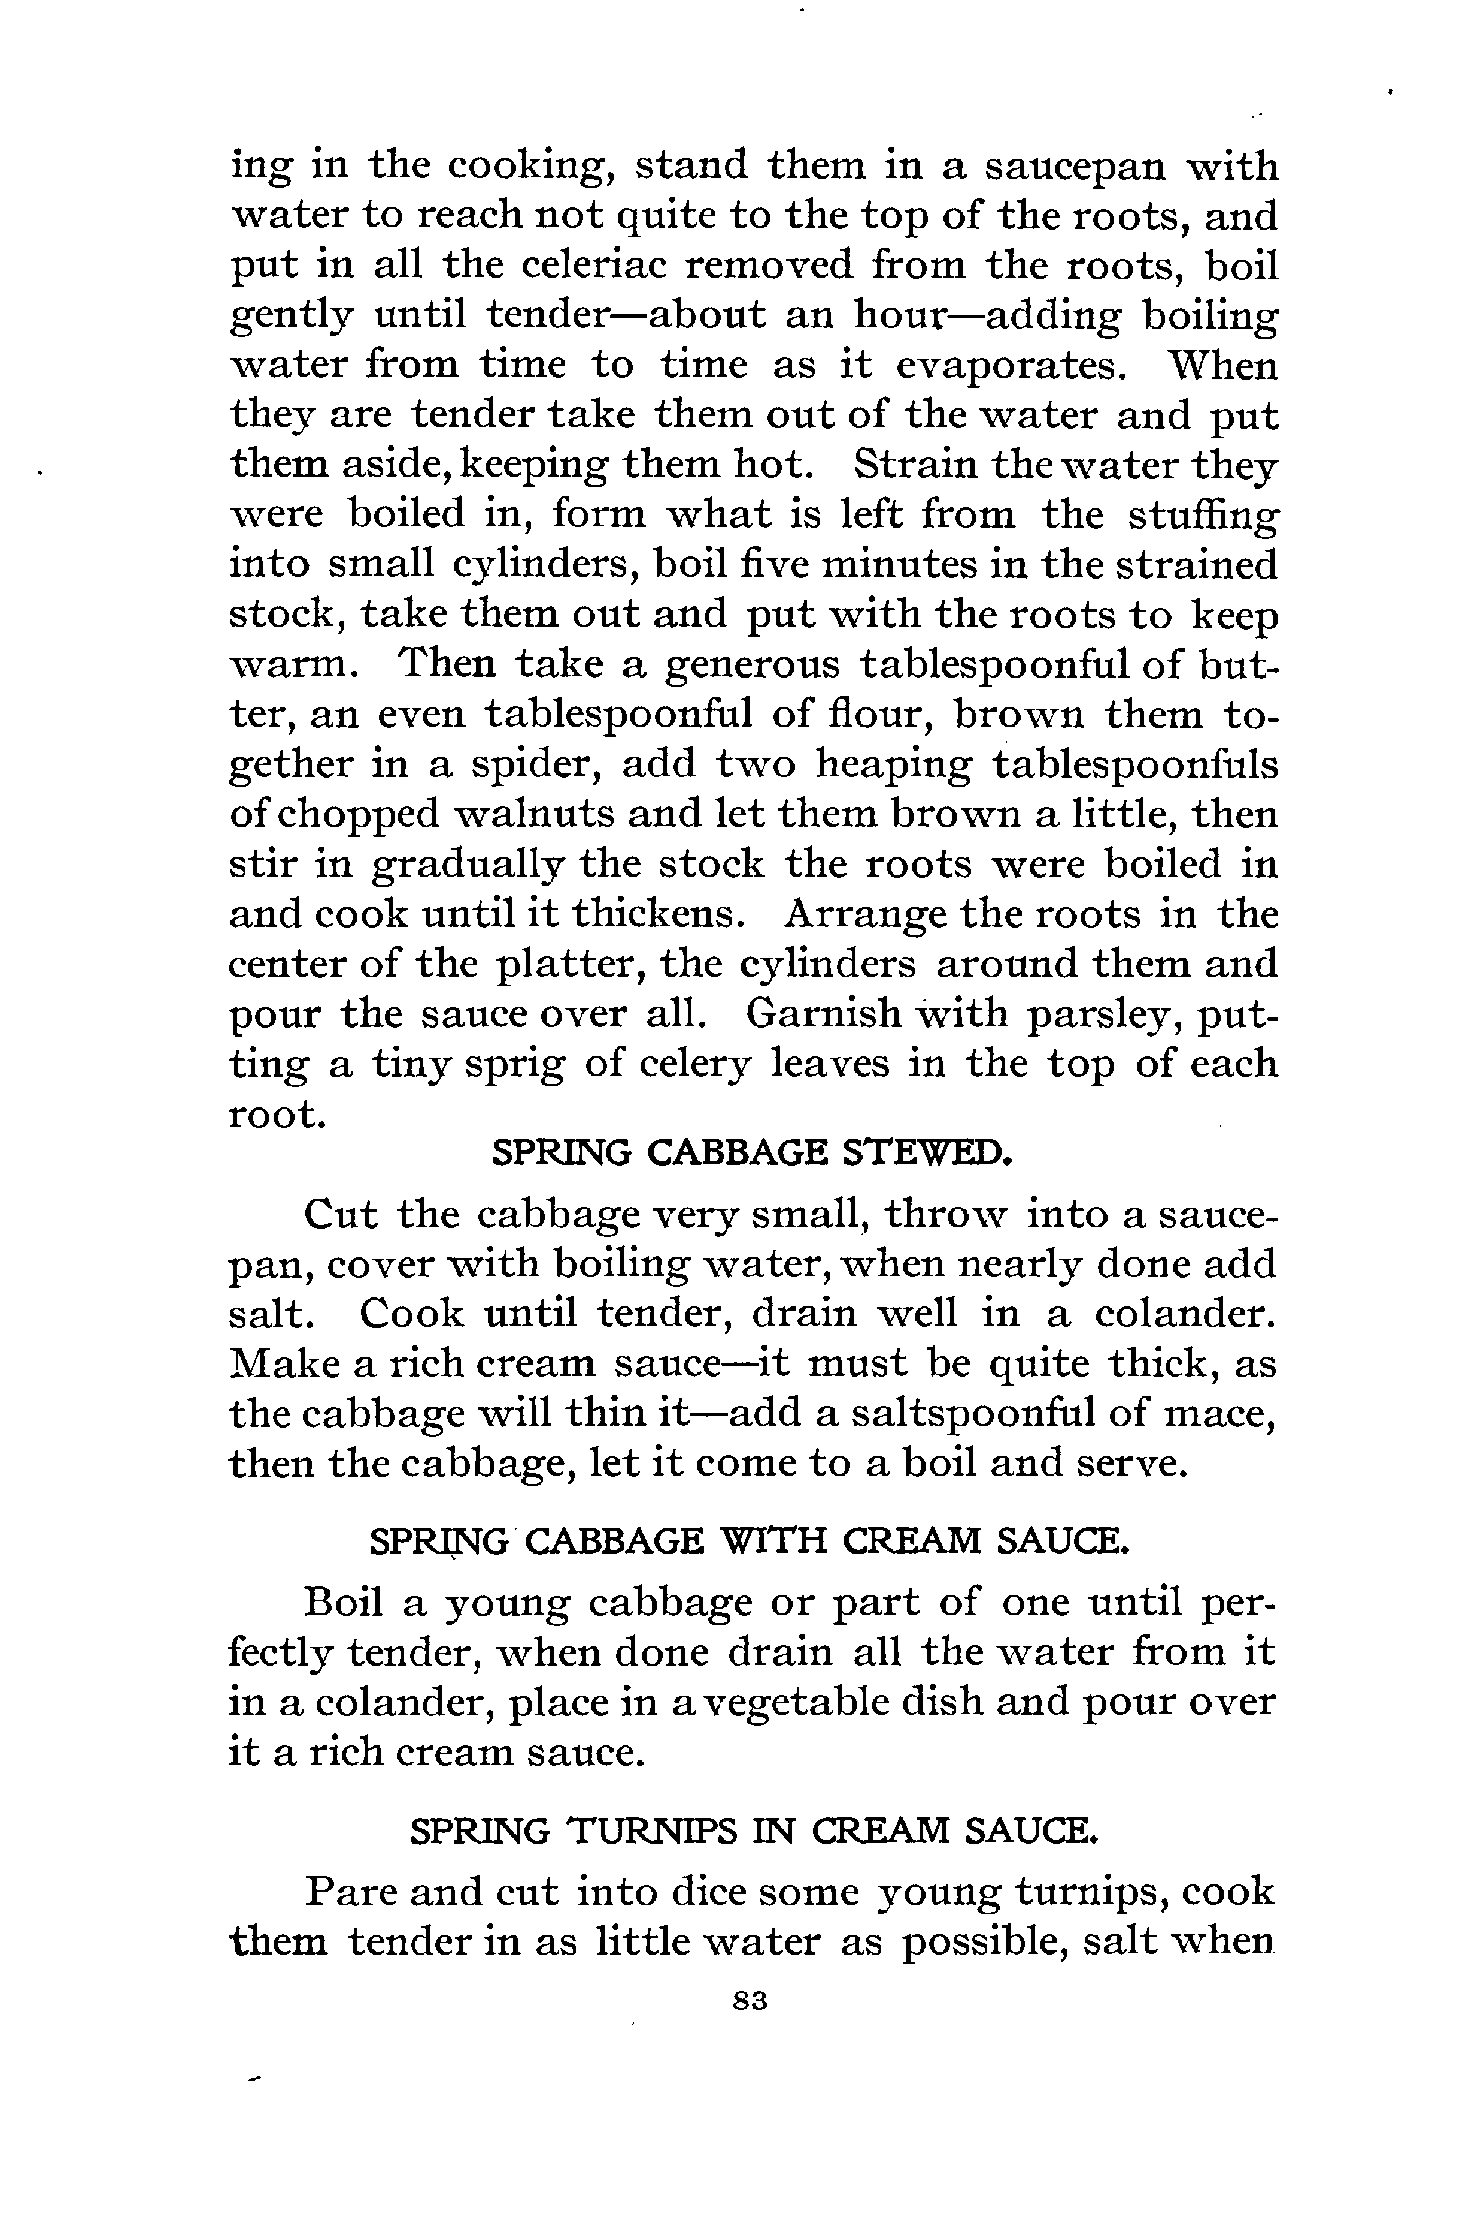 ing in the cooking, stand them in a saucepan with
water to reach not quite to the top of the roots, and
put in all the celeriac removed from the roots, boil
gently until tender—about an hour—adding boiling
water from time to time as it evaporates. When
they are tender take them out of the water and put
them aside, keeping them hot. Strain the water they
were boiled in, form what is left from the stuffing
into small cylinders, boil five minutes in the strained
stock, take them out and put with the roots to keep
warm. Then take a generous tablespoonful of but-
ter, an even tablespoonful of flour, brown them to-
gether in a spider, add two heaping tablespoonfuls
of chopped walnuts and let them brown a little, then
stir in gradually the stock the roots were boiled in
and cook until it thickens. Arrange the roots in the
center of the platter, the cylinders around them and
pour the sauce over all. Garnish with parsley, put-
ting a tiny sprig of celery leaves in the top of each
root.
SPRING CABBAGE STEWED.
Cut the cabbage very small, throw into a sauce-
pan, cover with boiling water, when nearly done add
salt. Cook until tender, drain well in a colander.
Make a rich cream sauce—it must be quite thick, as
the cabbage will thin it—add a saltspoonful of mace,
then the cabbage, let it come to a boil and serve.
SPRING CABBAGE WITH CREAM SAUCE.
Boil a young cabbage or part of one until per-
fectly tender, when done drain all the water from it
in a colander, place in a vegetable dish and pour over
it a rich cream sauce.
SPRING TURNIPS IN CREAM SAUCE.
Pare and cut into dice some young turnips, cook
them tender in as little water as possible, salt when
83